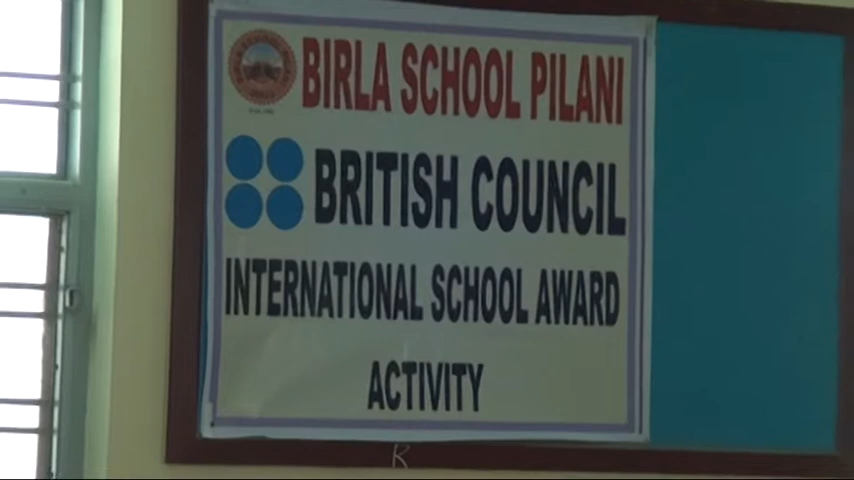 BIRLA SCHOOL PILANI
BRITISH COUNCIL
INTERNATIONAL SCHOOL AWARD
ACTIVITY
R